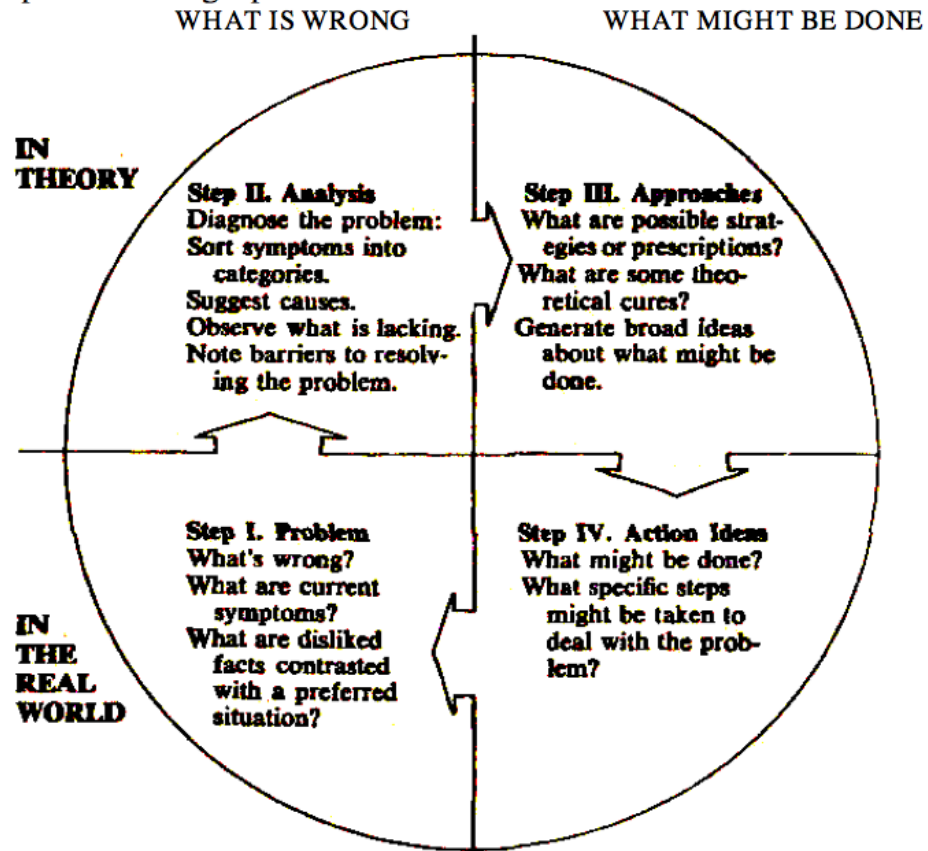 WHAT IS WRONG
WHAT MIGHT BE DONE
IN
THEORY
Step II. Analysis
Diagnose the problem:
Sort symptoms into
categories.
Suggest causes.
Observe what is lacking.
Note barriers to resolv-
ing the problem.
Step III. Approaches
What are possible strat-
egies or prescriptions?
What are some theo-
retical cures?
Generate broad ideas
about what might be
done.
IN
THE
REAL
WORLD
Step I. Problem
What's wrong?
What are current
symptoms?
What are disliked
facts contrasted
with a preferred
situation?
Step IV. Action Ideas
What might be done?
What specific steps
might be taken to
deal with the prob-
lem?